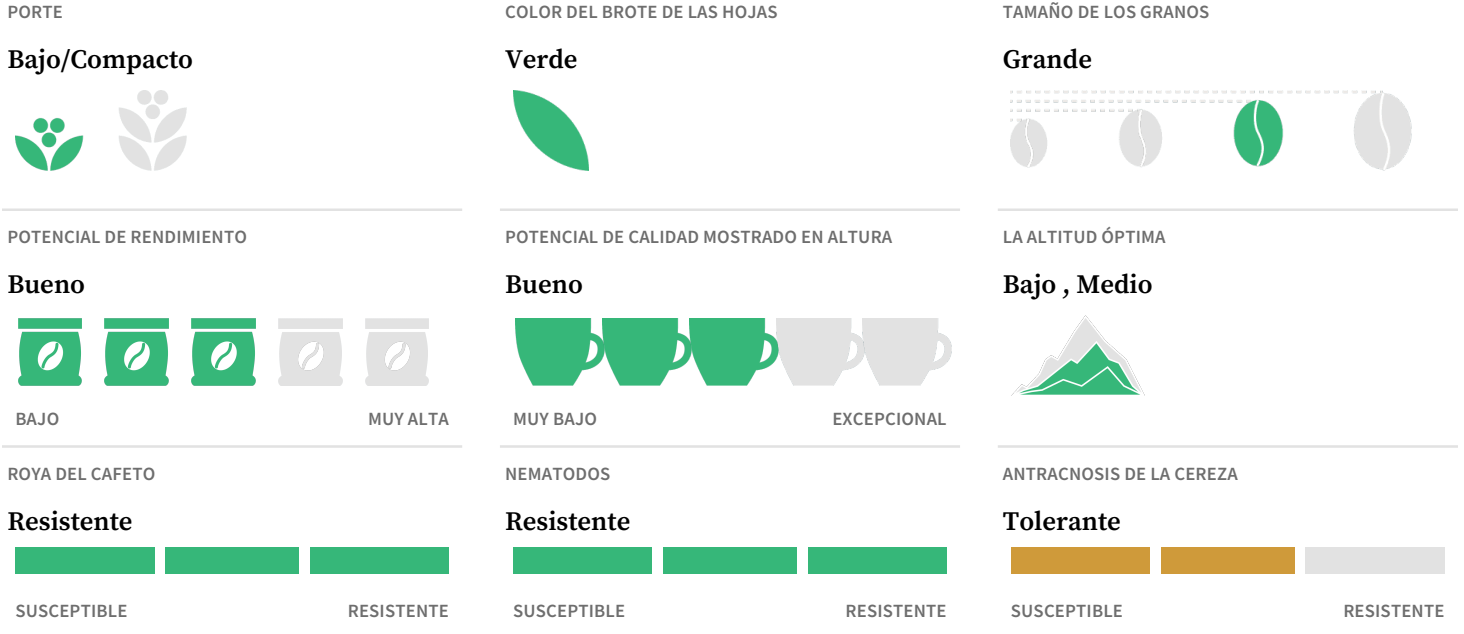 PORTE
Bajo/Compacto
COLOR DEL BROTE DE LAS HOJAS
Verde
TAMAÑO DE LOS GRANOS
Grande
POTENCIAL DE RENDIMIENTO
Bueno
BAJO
MUY ALTA
POTENCIAL DE CALIDAD MOSTRADO EN ALTURA
Bueno
MUY BAJO
EXCEPCIONAL
LA ALTITUD ÓPTIMA
Bajo , Medio
ROYA DEL CAFETO
Resistente
SUSCEPTIBLE
RESISTENTE
NEMATODOS
Resistente
SUSCEPTIBLE
RESISTENTE
ANTRACNOSIS DE LA CEREZA
Tolerante
SUSCEPTIBLE
RESISTENTE